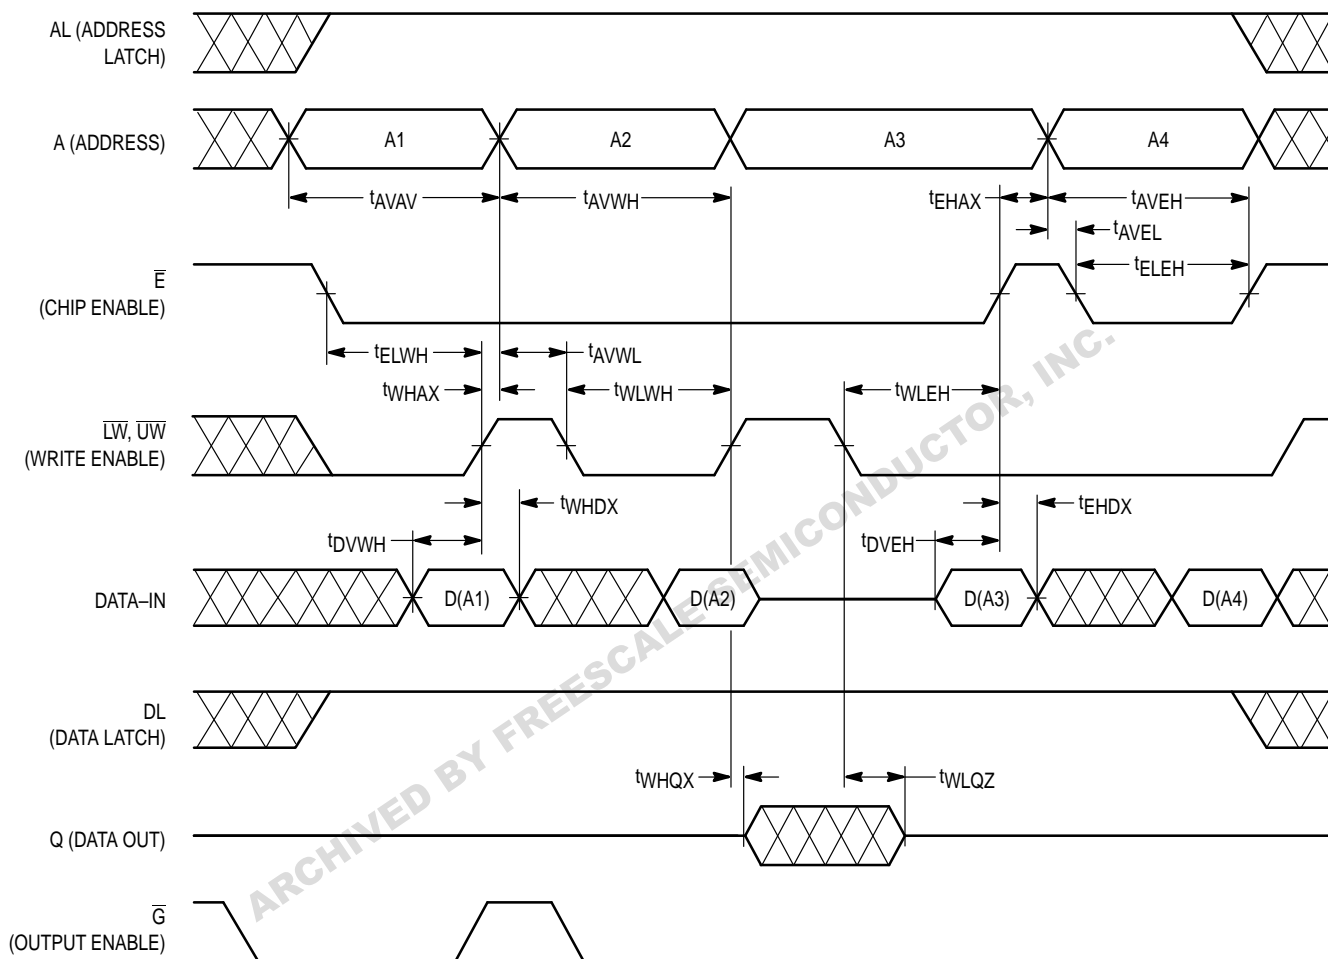 AL (ADDRESS
LATCH)
A (ADDRESS)
A1
A2
A3
A4
tAVAV
tAVWH
tEHAX
tAVEH
tAVEL
tELEH
E
(CHIP ENABLE)
tELWH
tAVWL
tWHAX
tWLWH
tWLEH
LW, UW
(WRITE ENABLE)
tWHDX
tEHDX
tDVWH
tDVEH
DATA–IN
D(A1)
D(A2)
D(A3)
D(A4)
DL
(DATA LATCH)
tWHQX
tWLQZ
Q (DATA OUT)
G
(OUTPUT ENABLE)
ARCHIVED BY FREESCALE SEMICONDUCTOR, INC.